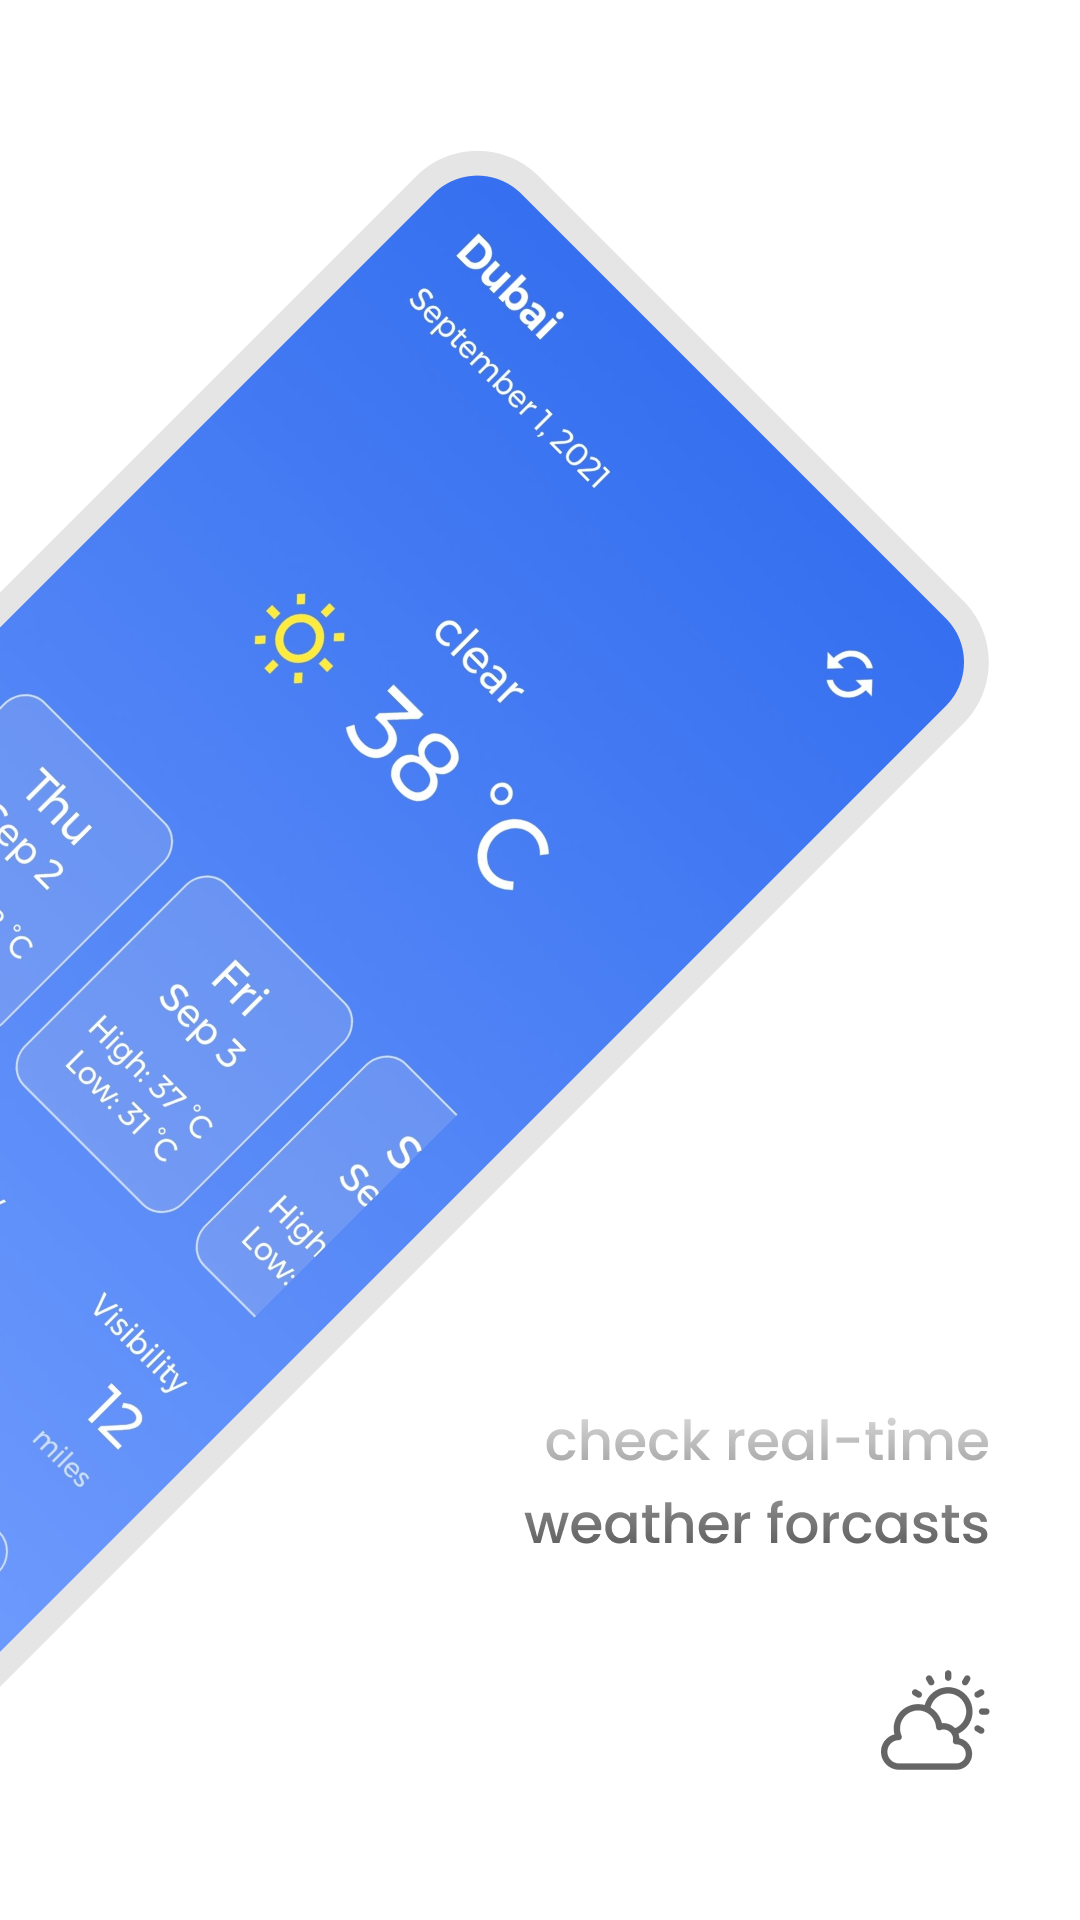 Dubai
September 1, 2021
clear
38 °C
Thu
Sep 2
°C
Fri
Sep 3
High: 37 °C
Low: 31 °C
S
Se
High
Low:
Visibility
12
miles
check real-time
weather forcasts